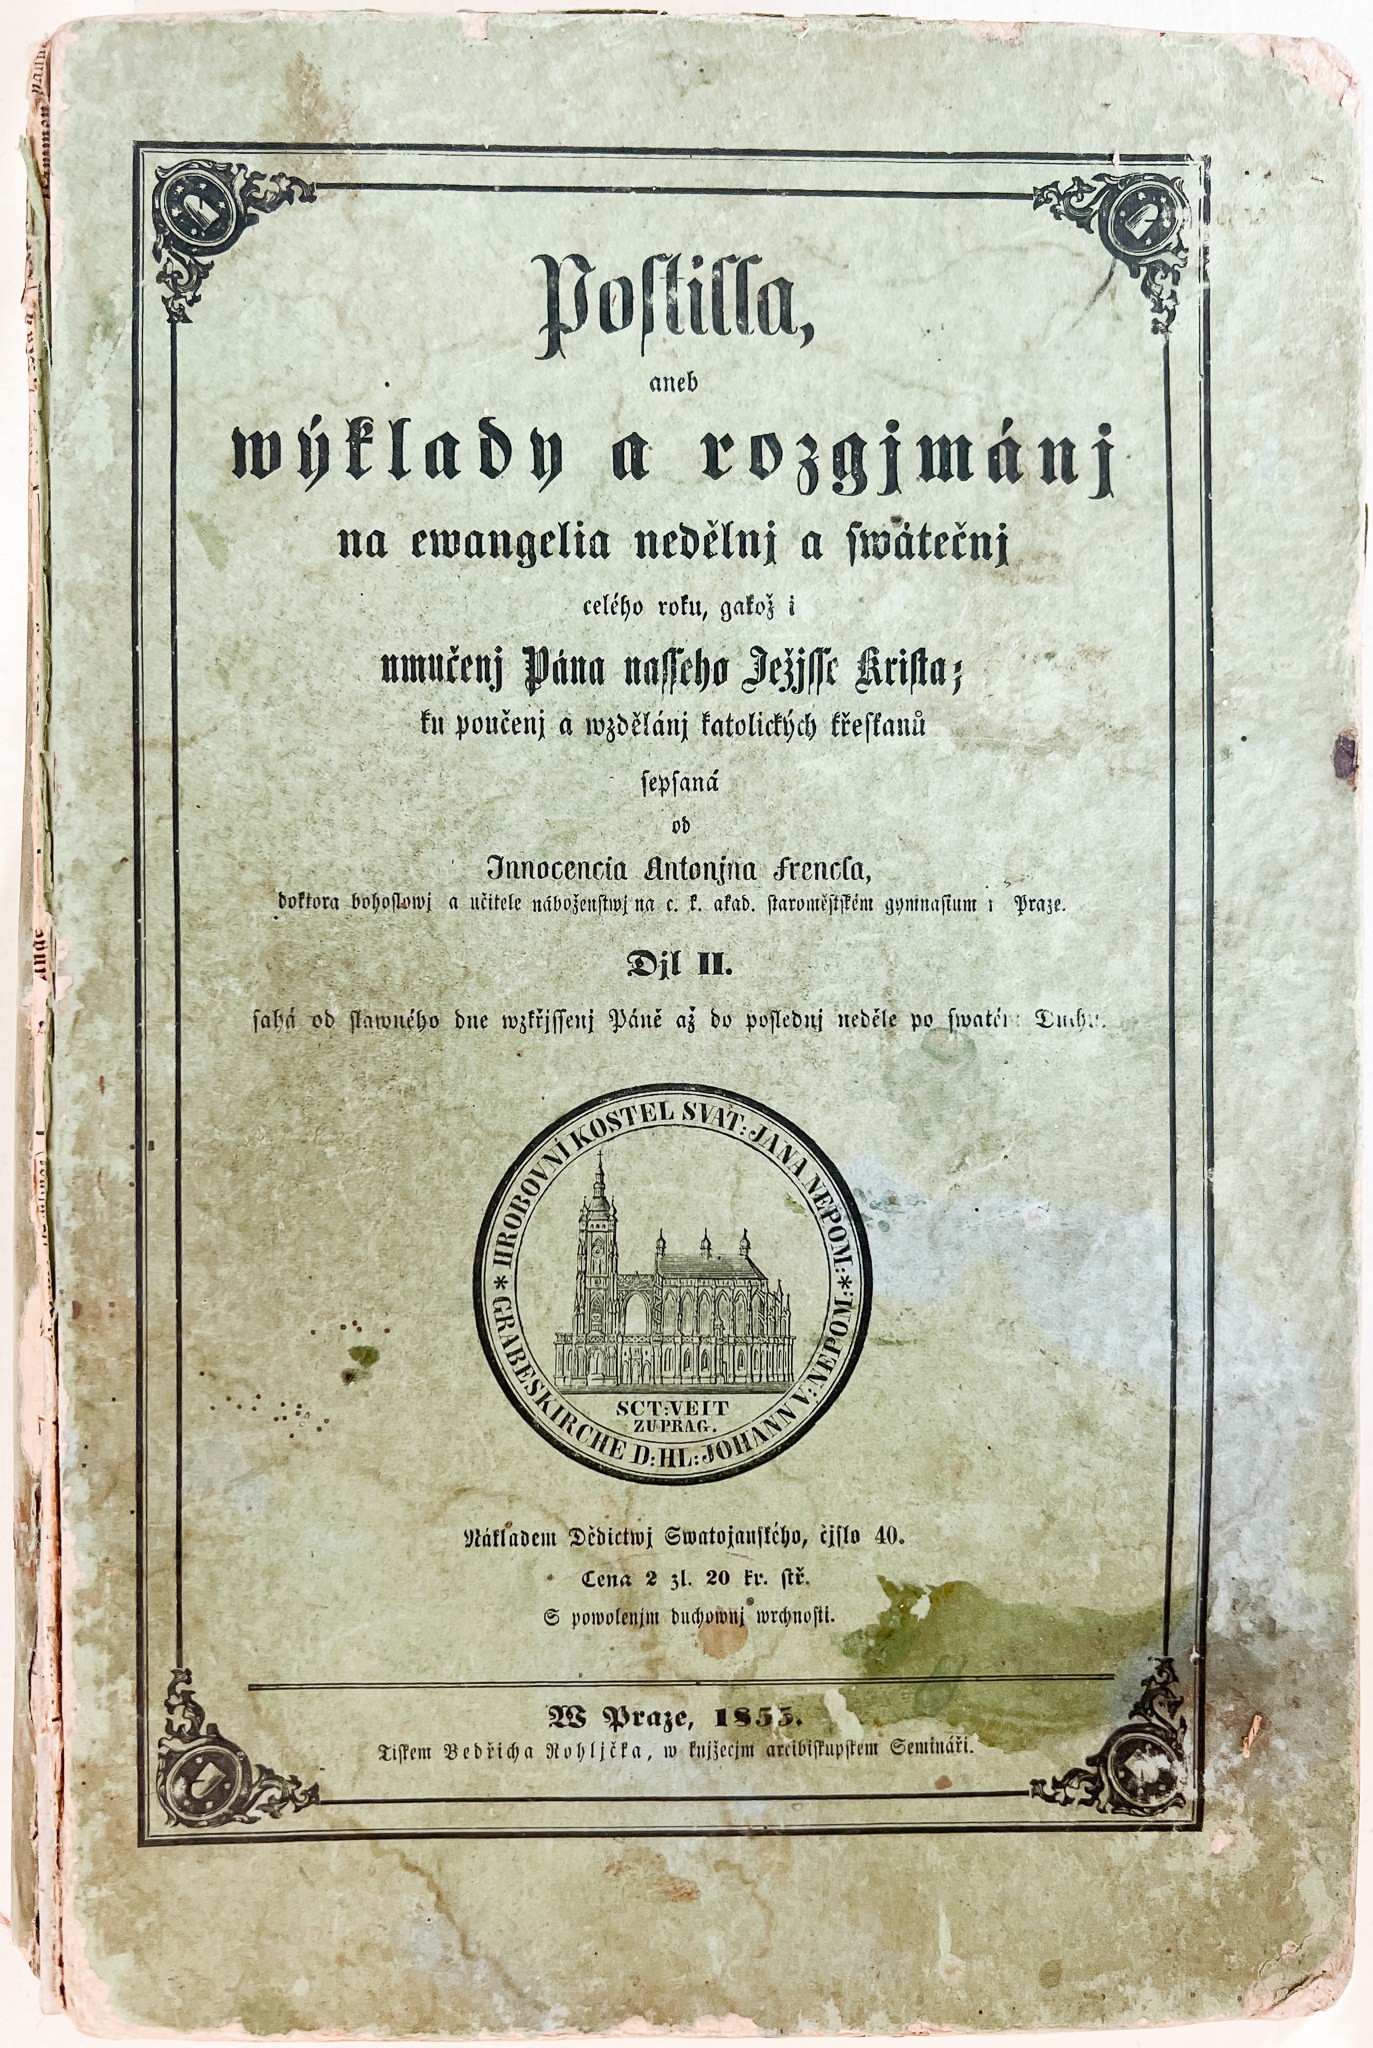 Postilla,
aneb
wýklady a rozgjmánj
na ewangelia nedělnj a swátečnj
celého roku, gakož i
umučenj Pána nasseho Ježjsse Krista;
ku poučenj a wzdělánj katolických křesťanů
sepsaná
od
Innocencia Antonjna Frencla,
doktora bohoslowj a učitele náboženstwj na c. k. akad. staroměstském gymnasium i Praze.
Djl II.
sahá od slawného dne wzkřjssenj Páně až do poslednj neděle po swatém Duchu.
* HROBOVNÍ KOSTEL SVAT: JANA NEPOM: *
SCT: VEIT
ZU PRAG.
GRABESKIRCHE D: HL: JOHANN V: NEPOM:
Nákladem Dědictwj Swatojanského, čjslo 40.
Cena 2 zl. 20 kr. stř.
S powolenjm duchownj wrchnosti.
W Praze, 1855.
Tiskem Bedřicha Rohljčka, w knjžecjm arcibiskupském Semináři.